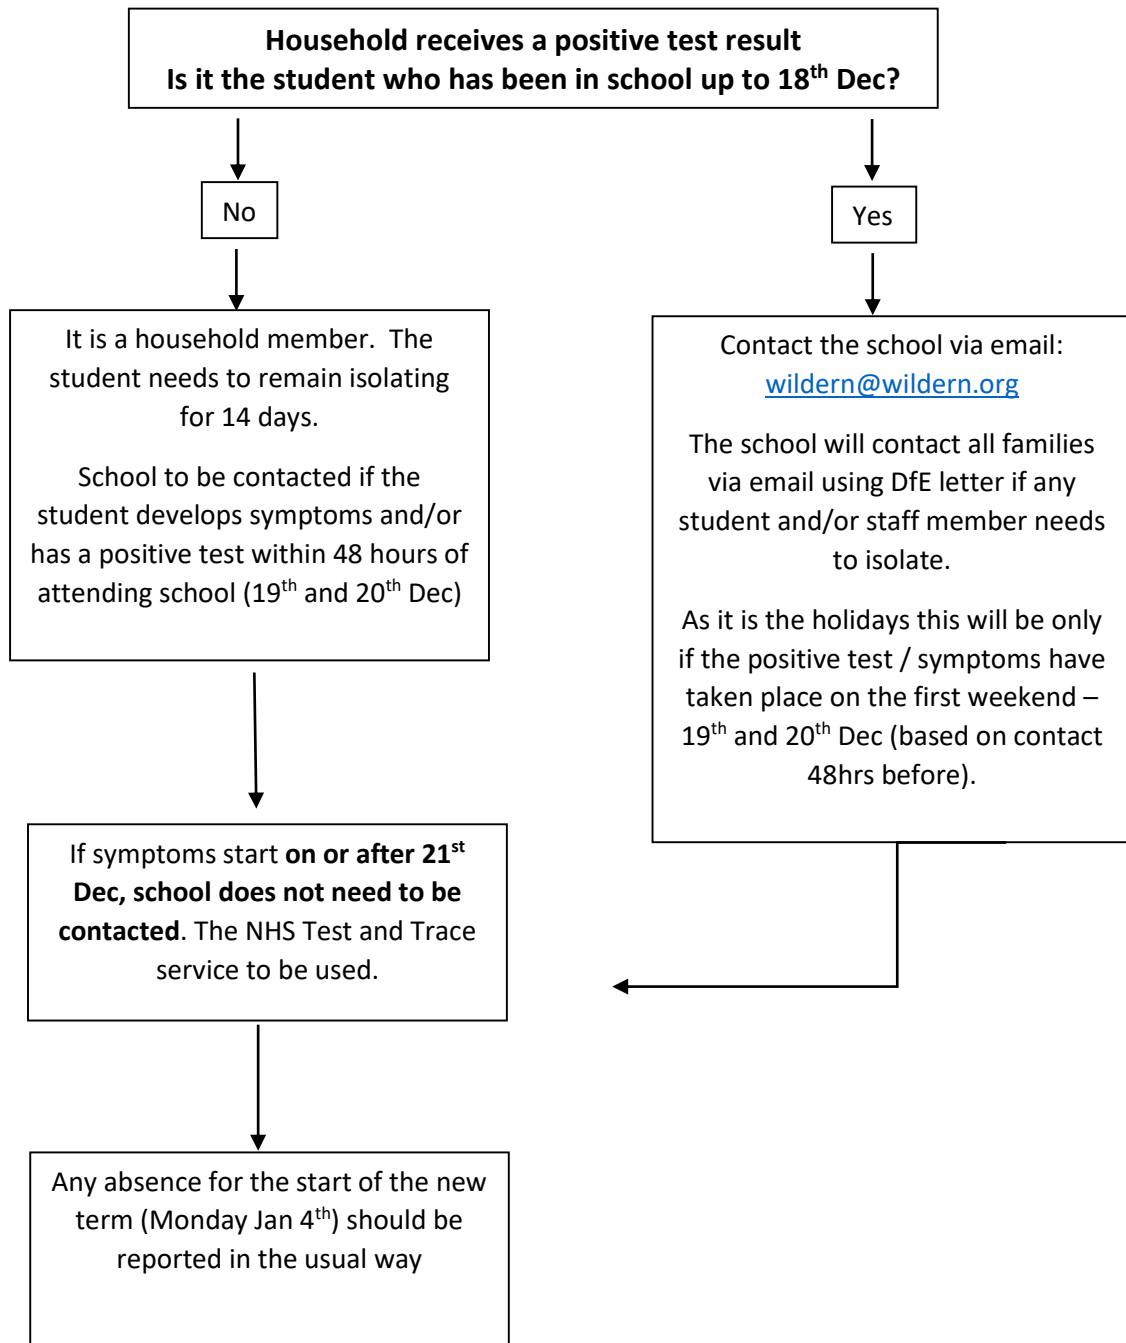 Household receives a positive test result
Is it the student who has been in school up to 18th Dec?
No
Yes
It is a household member.  The
student needs to remain isolating
for 14 days.
School to be contacted if the
student develops symptoms and/or
has a positive test within 48 hours of
attending school (19th and 20th Dec)
Contact the school via email:
wildern@wildern.org
The school will contact all families
via email using DfE letter if any
student and/or staff member needs
to isolate.
As it is the holidays this will be only
if the positive test / symptoms have
taken place on the first weekend –
19th and 20th Dec (based on contact
48hrs before).
If symptoms start on or after 21st
Dec, school does not need to be
contacted. The NHS Test and Trace
service to be used.
Any absence for the start of the new
term (Monday Jan 4th) should be
reported in the usual way